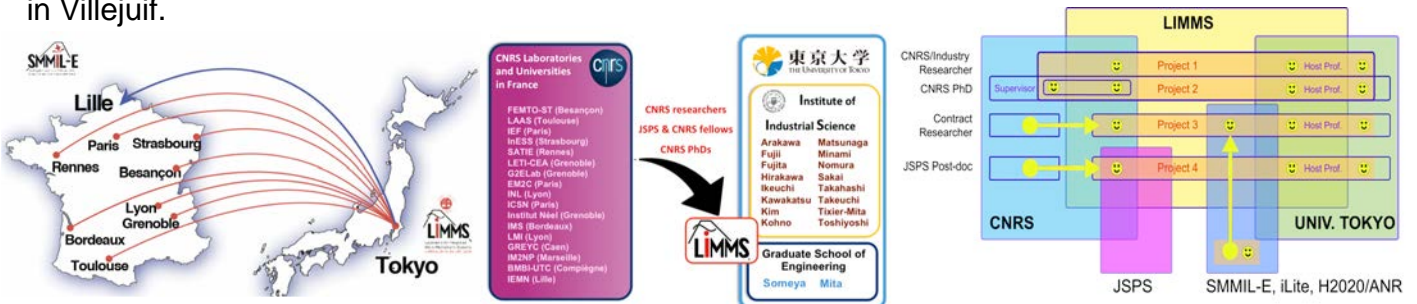 in Villejuif.
SMMIL-E
Lille
Paris
Strasbourg
Rennes
Besançon
Lyon
Grenoble
Bordeaux
Toulouse
LIMMS
Tokyo
CNRS Laboratories
and Universities
in France
cnrs
FEMTO-ST (Besançon)
LAAS (Toulouse)
IEF (Paris)
InESS (Strasbourg)
SATIE (Rennes)
LETI-CEA (Grenoble)
G2ELab (Grenoble)
EM2C (Paris)
INL (Lyon)
ICSN (Paris)
Institut Néel (Grenoble)
IMS (Bordeaux)
LMI (Lyon)
GREYC (Caen)
IM2NP (Marseille)
BMBI-UTC (Compiègne)
IEMN (Lille)
CNRS researchers
JSPS & CNRS fellows
CNRS PhDs
LIMMS
東京大学
THE UNIVERSITY OF TOKYO
Institute of
Industrial Science
Arakawa Matsunaga
Fujii Minami
Fujita Nomura
Hirakawa Sakai
Ikeuchi Takahashi
Kawakatsu Takeuchi
Kim Tixier-Mita
Kohno Toshiyoshi
Graduate School of
Engineering
Someya Mita
LIMMS
CNRS/Industry
Researcher
Project 1 Host Prof.
CNRS PhD
Supervisor Project 2 Host Prof.
Contract
Researcher
Project 3 Host Prof.
JSPS Post-doc
Project 4 Host Prof.
CNRS
UNIV. TOKYO
JSPS
SMMIL-E, iLite, H2020/ANR